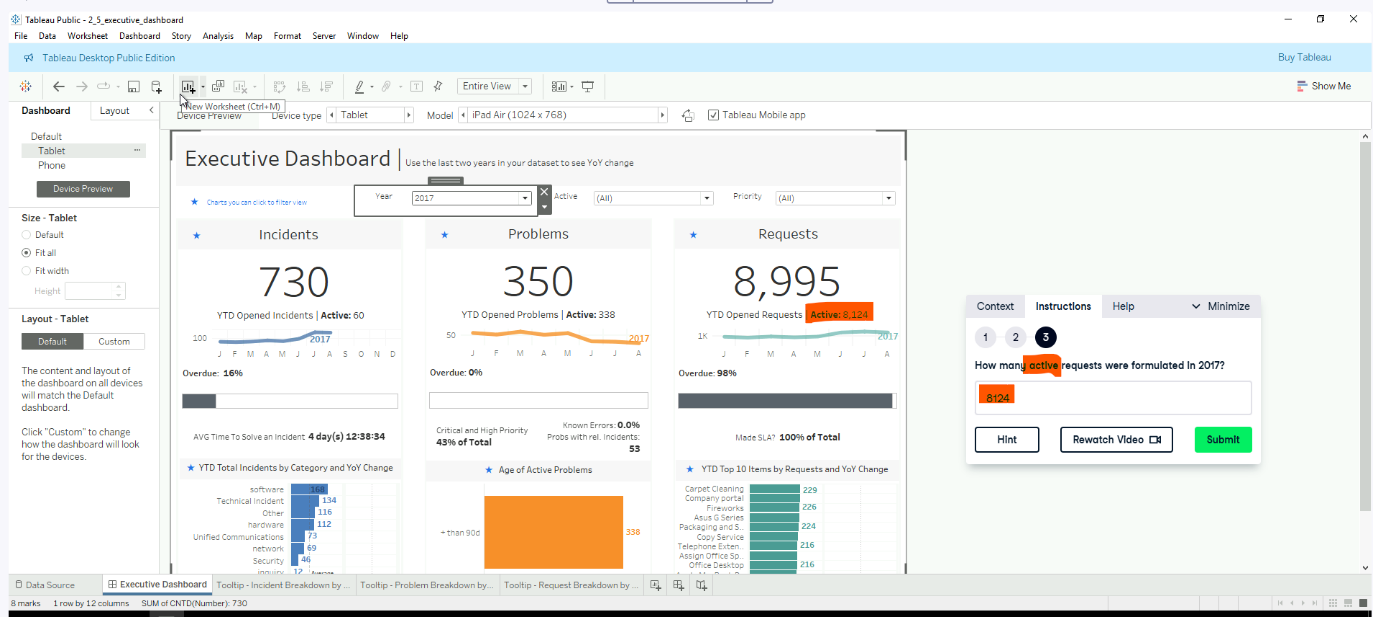 Tableau Public - 2_5_executive_dashboard
File Data Worksheet Dashboard Story Analysis Map Format Server Window Help
Tableau Desktop Public Edition Buy Tableau
Entire View Show Me
New Worksheet (Ctrl+M)
Dashboard Layout
Device Preview Device type Tablet Model iPad Air (1024 x 768) Tableau Mobile app
Default
Tablet
Phone
Device Preview
Size - Tablet
Default
Fit all
Fit width
Height
Layout - Tablet
Default Custom
The content and layout of
the dashboard on all devices
will match the Default
dashboard.
Click "Custom" to change
how the dashboard will look
for the devices.
Executive Dashboard | Use the last two years in your dataset to see YoY change
★ Charts you can click to filter view
Year 2017 Active (All) Priority (All)
★ Incidents
730
YTD Opened Incidents | Active: 60
100
2017
J F M A M J J A S O N D
Overdue: 16%
AVG Time To Solve an Incident 4 day(s) 12:38:34
★ YTD Total Incidents by Category and YoY Change
software 168
Technical Incident 134
Other 116
hardware 112
Unified Communications 73
network 69
Security 46
inquiry 12 Average
★ Problems
350
YTD Opened Problems | Active: 338
50
2017
J F M A M J J A
Overdue: 0%
Critical and High Priority
43% of Total
Known Errors: 0.0%
Probs with rel. Incidents:
53
★ Age of Active Problems
+ than 90d 338
★ Requests
8,995
YTD Opened Requests | Active: 8,124
1K
2017
J F M A M J J A
Overdue: 98%
Made SLA? 100% of Total
★ YTD Top 10 Items by Requests and YoY Change
Carpet Cleaning 229
Company portal
Fireworks 226
Asus G Series
Packaging and S.. 224
Copy Service
Telephone Exten.. 216
Assign Office Sp..
Office Desktop 216
Context Instructions Help Minimize
1 2 3
How many active requests were formulated in 2017?
8124
Hint Rewatch Video Submit
Data Source Executive Dashboard Tooltip - Incident Breakdown by ... Tooltip - Problem Breakdown by... Tooltip - Request Breakdown by ...
8 marks 1 row by 12 columns SUM of CNTD(Number): 730